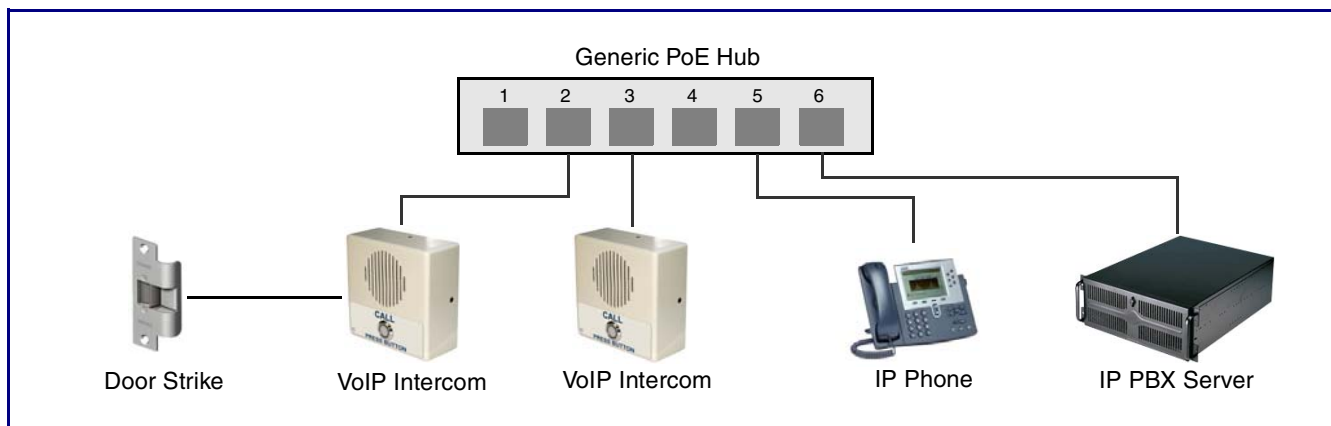 Generic PoE Hub
1 2 3 4 5 6
CALL
PRESS BUTTON
CALL
PRESS BUTTON
Door Strike
VoIP Intercom
VoIP Intercom
IP Phone
IP PBX Server